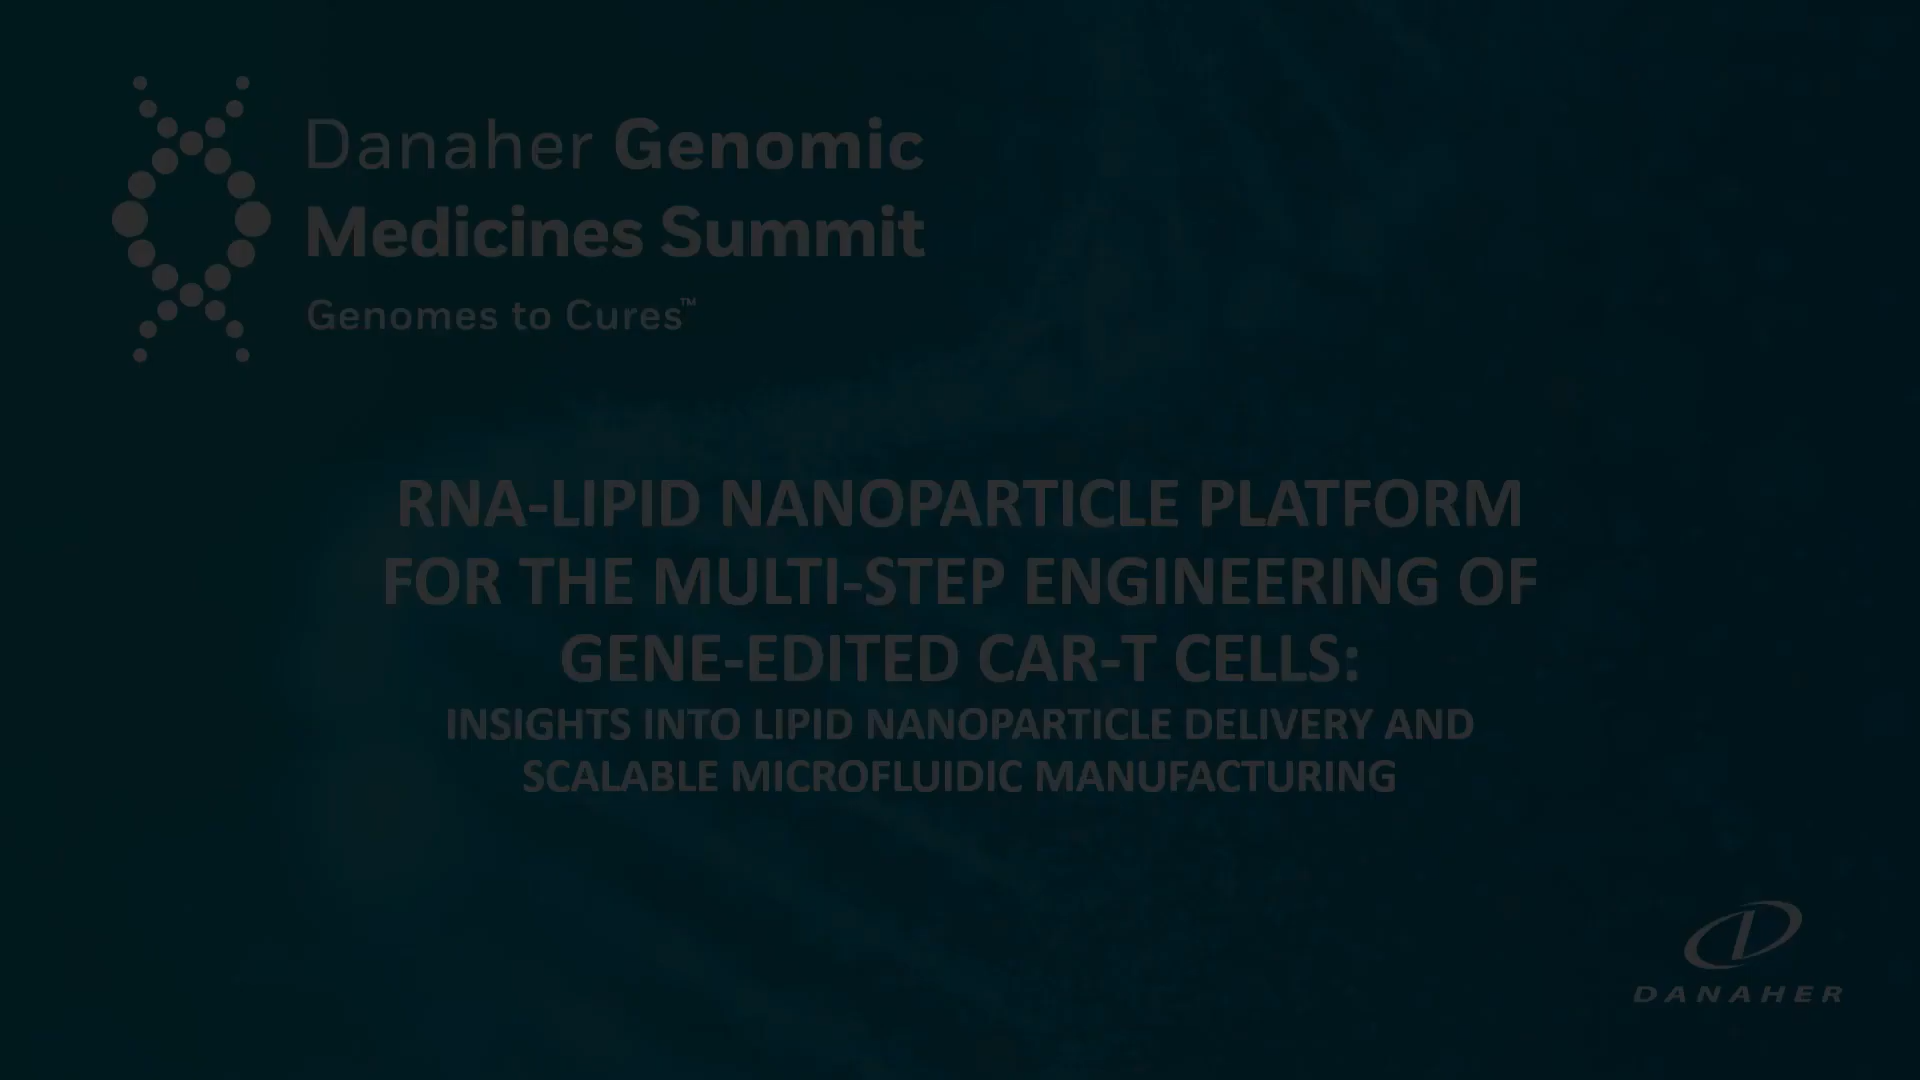 Danaher Genomic
Medicines Summit
Genomes to Cures™
RNA-LIPID NANOPARTICLE PLATFORM
FOR THE MULTI-STEP ENGINEERING OF
GENE-EDITED CAR-T CELLS:
INSIGHTS INTO LIPID NANOPARTICLE DELIVERY AND
SCALABLE MICROFLUIDIC MANUFACTURING
DANAHER